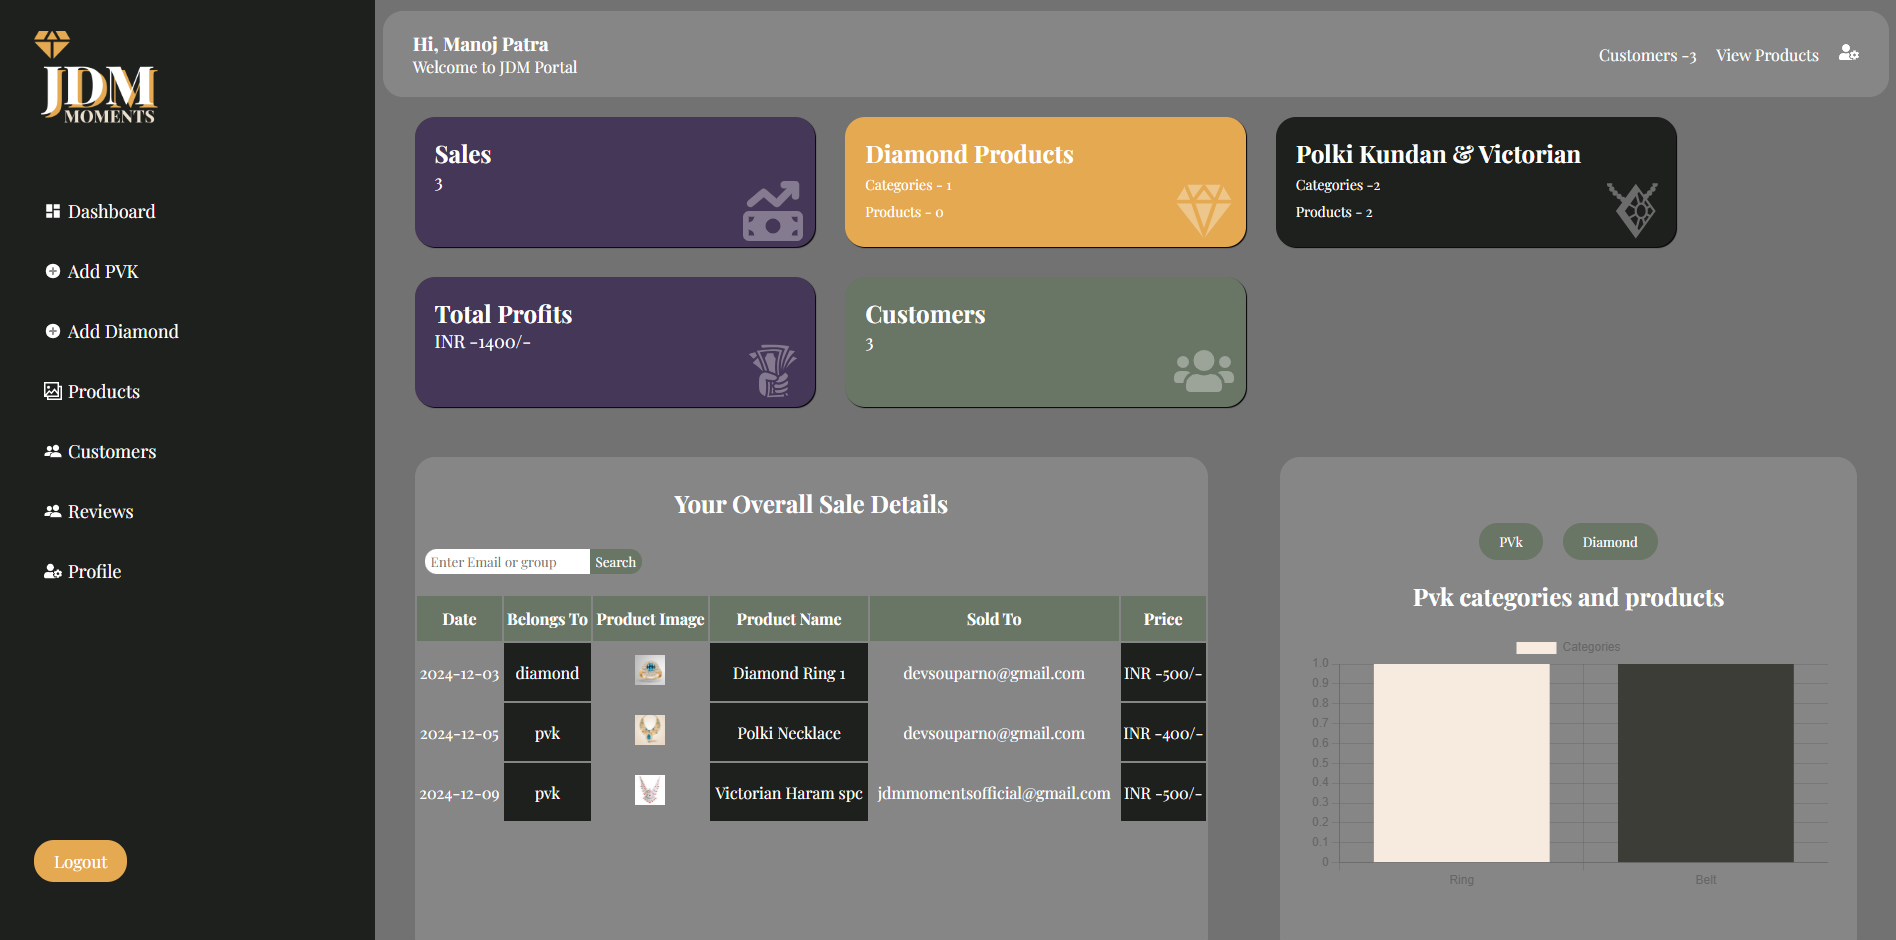 JDM
MOMENTS
Dashboard
Add PVK
Add Diamond
Products
Customers
Reviews
Profile
Logout
Hi, Manoj Patra
Welcome to JDM Portal
Customers -3
View Products
Sales
3
Diamond Products
Categories - 1
Products - 0
Polki Kundan & Victorian
Categories -2
Products - 2
Total Profits
INR -1400/-
Customers
3
Your Overall Sale Details
Enter Email or group Search
Date Belongs To Product Image Product Name Sold To Price
2024-12-03 diamond Diamond Ring 1 devsouparno@gmail.com INR -500/-
2024-12-05 pvk Polki Necklace devsouparno@gmail.com INR -400/-
2024-12-09 pvk Victorian Haram spc jdmmomentsofficial@gmail.com INR -500/-
PVk Diamond
Pvk categories and products
Categories
1.0
0.9
0.8
0.7
0.6
0.5
0.4
0.3
0.2
0.1
0
Ring Belt